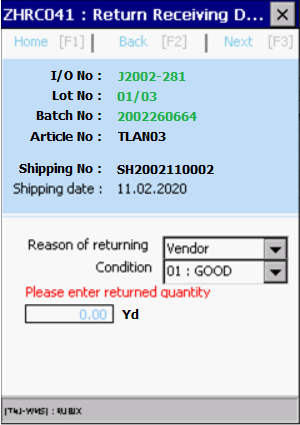 ZHRC041 : Return Receiving D...
Home [F1] Back [F2] Next [F3]
I/O No : J2002-281
Lot No : 01/03
Batch No : 2002260664
Article No : TLAN03
Shipping No : SH2002110002
Shipping date : 11.02.2020
Reason of returning Vendor
Condition 01 : GOOD
Please enter returned quantity
0.00 Yd
[TNJ-WMS] : RUBIX